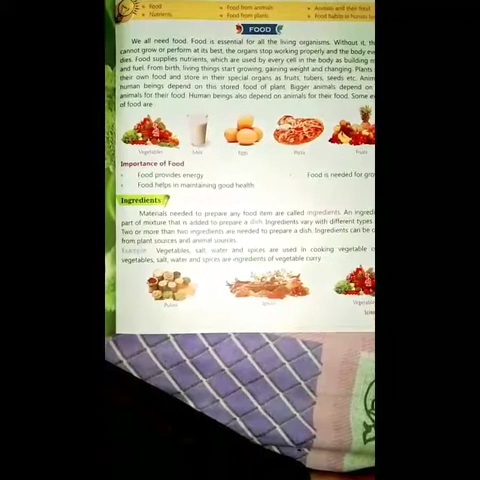 Food
Food from animals
Animals and their food
Nutrients
Food from plants
Food habits in human
FOOD
We all need food. Food is essential for all the living organisms. Without it,
cannot grow or perform at its best, the organs stop working properly and the body
dies. Food supplies nutrients, which are used by every cell in the body as building
and fuel. From birth, living things start growing, gaining weight and changing. Plants
their own food and store in their special organs as fruits, tubers, seeds etc.
human beings depend on this stored food of plant. Bigger animals depend on
animals for their food. Human beings also depend on animals for their food. Some
of food are
Vegetables
Milk
Eggs
Pizza
Fruits
Importance of Food
Food provides energy
Food is needed for
Food helps in maintaining good health
Ingredients
Materials needed to prepare any food item are called ingredients. An
part of mixture that is added to prepare a dish. Ingredients vary with different types
Two or more than two ingredients are needed to prepare a dish. Ingredients can be
from plant sources and animal sources.
Example: Vegetables, salt, water and spices are used in cooking vegetable
vegetables, salt, water and spices are ingredients of vegetable curry
Pulses
Spices
Vegetable